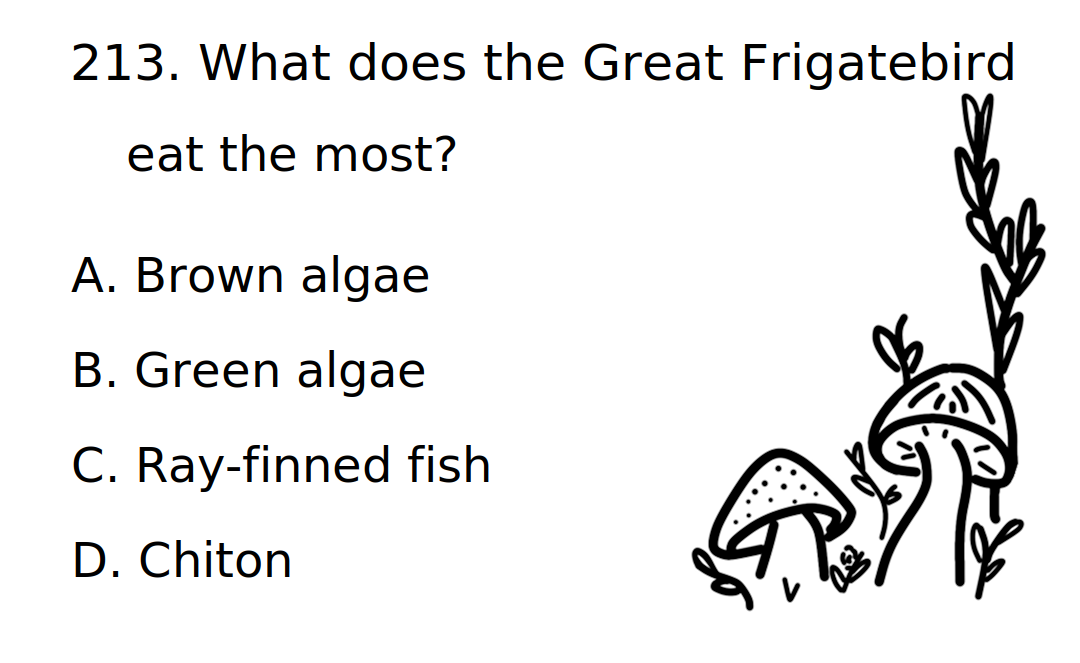 213. What does the Great Frigatebird
eat the most?
A. Brown algae
B. Green algae
C. Ray-finned fish
D. Chiton